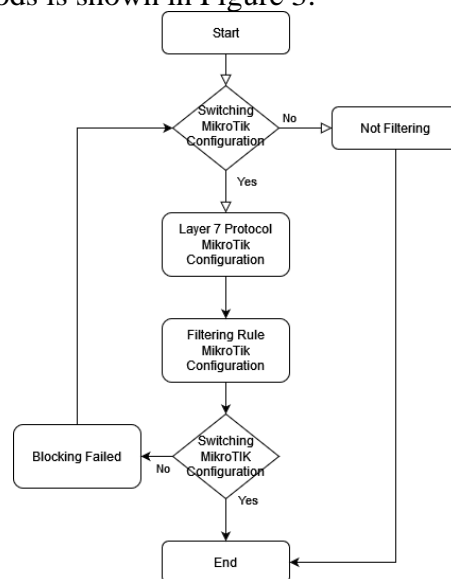 ods is shown in Figure 3.
Start
Switching
MikroTik
Configuration
No
Not Filtering
Yes
Layer 7 Protocol
MikroTik
Configuration
Filtering Rule
MikroTik
Configuration
Switching
MikroTIK
Configuration
No
Blocking Failed
Yes
End